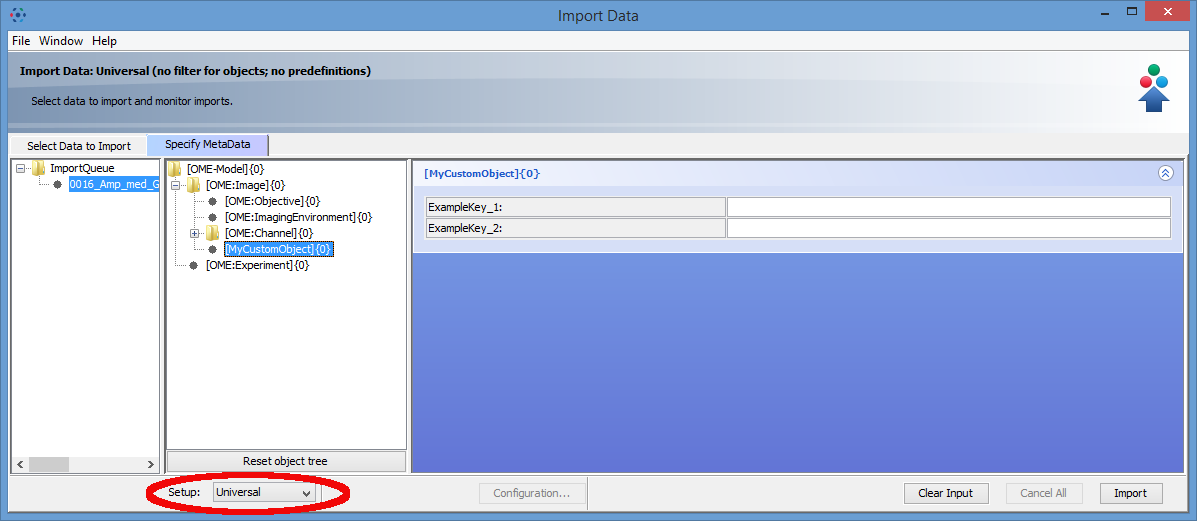 Import Data
File Window Help
Import Data: Universal (no filter for objects; no predefinitions)
Select data to import and monitor imports.
Select Data to Import
Specify MetaData
ImportQueue
0016_Amp_med_G
[OME-Model]{0}
[OME:Image]{0}
[OME:Objective]{0}
[OME:ImagingEnvironment]{0}
[OME:Channel]{0}
[MyCustomObject]{0}
[OME:Experiment]{0}
Reset object tree
[MyCustomObject]{0}
ExampleKey_1:
ExampleKey_2:
Setup: Universal
Configuration...
Clear Input
Cancel All
Import